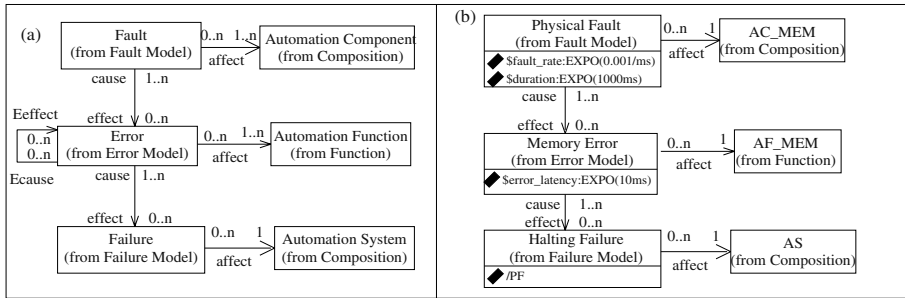 (a)
Fault
(from Fault Model)
0..n 1..n
affect
Automation Component
(from Composition)
cause 1..n
effect 0..n
Eeffect
0..n
0..n
Ecause
Error
(from Error Model)
0..n 1..n
affect
Automation Function
(from Function)
cause 1..n
effect 0..n
Failure
(from Failure Model)
0..n 1
affect
Automation System
(from Composition)
(b)
Physical Fault
(from Fault Model)
$fault_rate:EXPO(0.001/ms)
$duration:EXPO(1000ms)
0..n 1
affect
AC_MEM
(from Composition)
cause 1..n
effect 0..n
Memory Error
(from Error Model)
$error_latency:EXPO(10ms)
0..n 1
affect
AF_MEM
(from Function)
cause 1..n
effect 0..n
Halting Failure
(from Failure Model)
/PF
0..n 1
affect
AS
(from Composition)